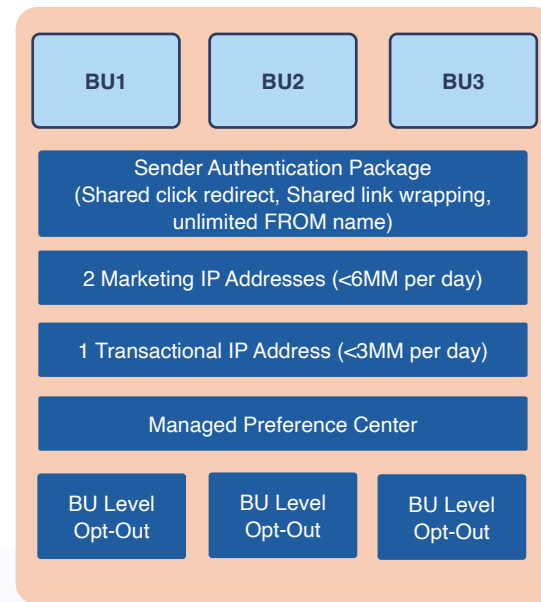 BU1
BU2
BU3
Sender Authentication Package
(Shared click redirect, Shared link wrapping,
unlimited FROM name)
2 Marketing IP Addresses (<6MM per day)
1 Transactional IP Address (<3MM per day)
Managed Preference Center
BU Level
Opt-Out
BU Level
Opt-Out
BU Level
Opt-Out